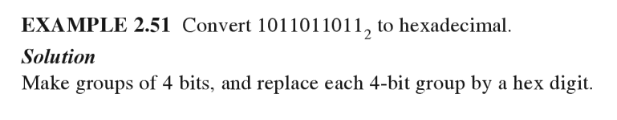 EXAMPLE 2.51 Convert 1011011011₂ to hexadecimal.
Solution
Make groups of 4 bits, and replace each 4-bit group by a hex digit.